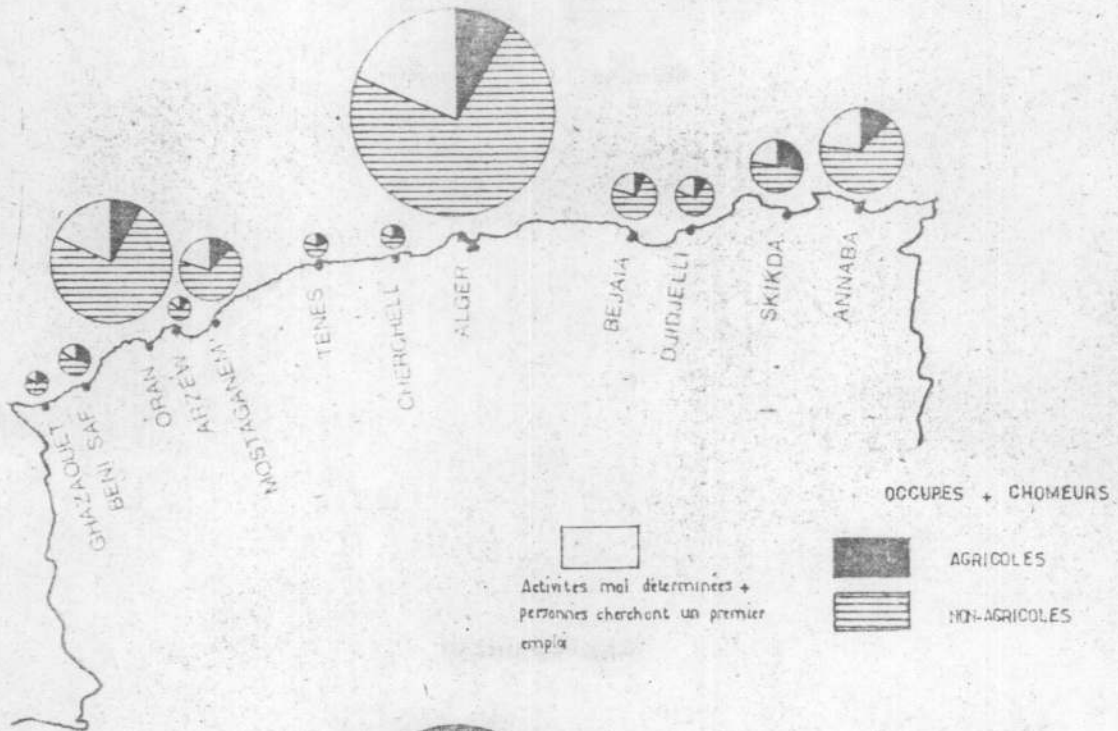 GHAZAOUET
BENI SAF
ORAN
ARZEW
MOSTAGANEM
TENES
CHERCHELL
ALGER
BEJAIA
DJIDJELLI
SKIKDA
ANNABA
OCCUPES + CHOMEURS
AGRICOLES
NON-AGRICOLES
Activites mal déterminées +
personnes cherchant un premier
emploi